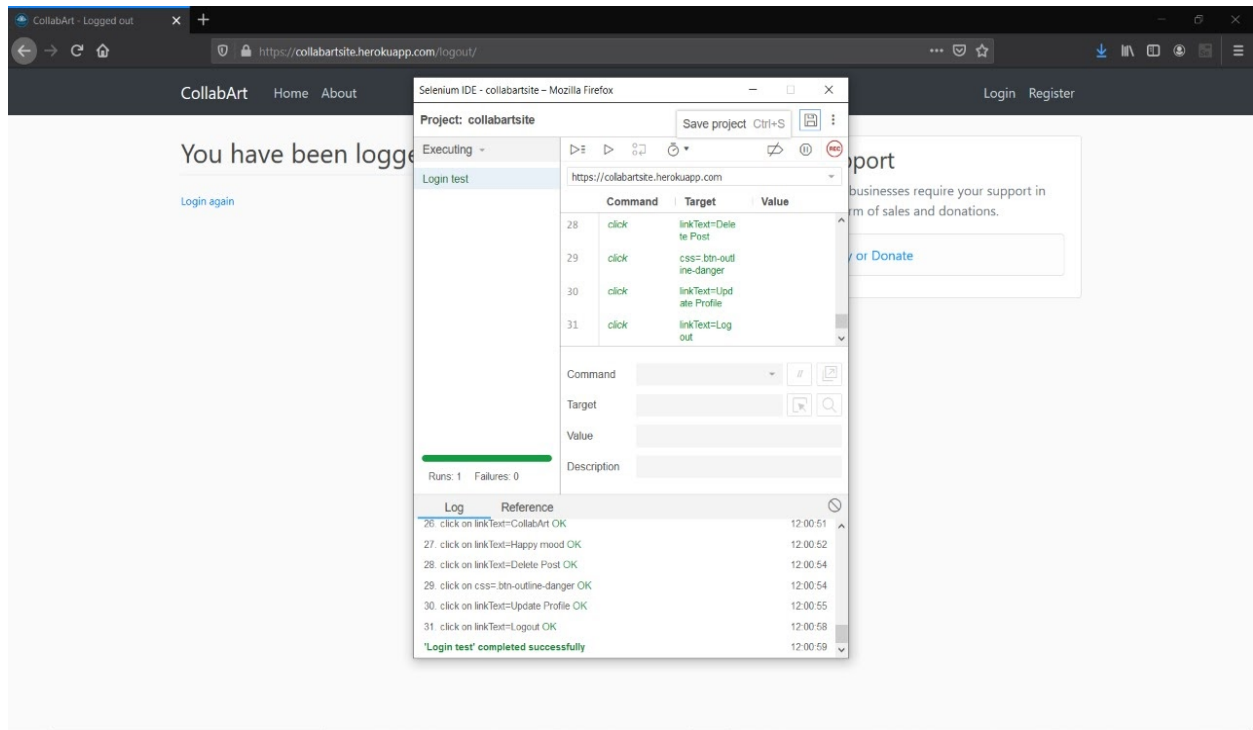 CollabArt - Logged out
https://collabartsite.herokuapp.com/logout/
CollabArt Home About
Login Register
You have been logge
Login again
pport
businesses require your support in
rm of sales and donations.
y or Donate
Selenium IDE - collabartsite – Mozilla Firefox
Project: collabartsite
Save project Ctrl+S
Executing
REC
Login test
https://collabartsite.herokuapp.com
Command Target Value
28 click linkText=Dele
te Post
29 click css=.btn-outl
ine-danger
30 click linkText=Upd
ate Profile
31 click linkText=Log
out
Command
//
Target
Value
Description
Runs: 1 Failures: 0
Log Reference
26. click on linkText=CollabArt OK 12:00:51
27. click on linkText=Happy mood OK 12:00:52
28. click on linkText=Delete Post OK 12:00:54
29. click on css=.btn-outline-danger OK 12:00:54
30. click on linkText=Update Profile OK 12:00:55
31. click on linkText=Logout OK 12:00:58
'Login test' completed successfully 12:00:59